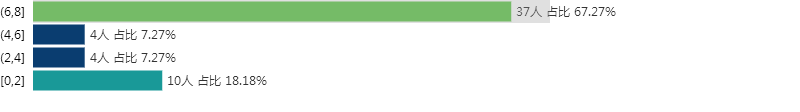 (6,8] 37人 占比 67.27%
(4,6] 4人 占比 7.27%
(2,4] 4人 占比 7.27%
[0,2] 10人 占比 18.18%